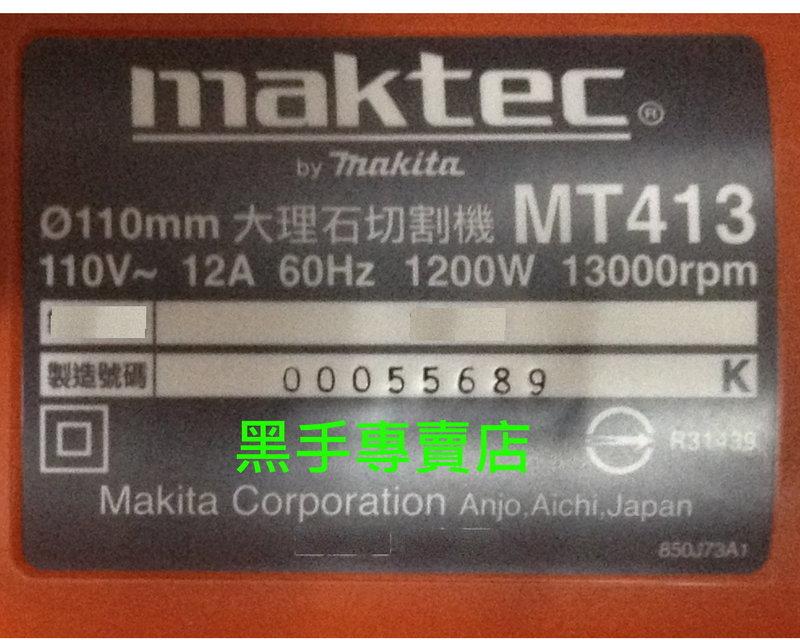 maktec®
by makita
Ø110mm 大理石切割機 MT413
110V~ 12A 60Hz 1200W 13000rpm
製造號碼 00055689 K
黑手專賣店
Makita Corporation Anjo,Aichi,Japan
850J73A1